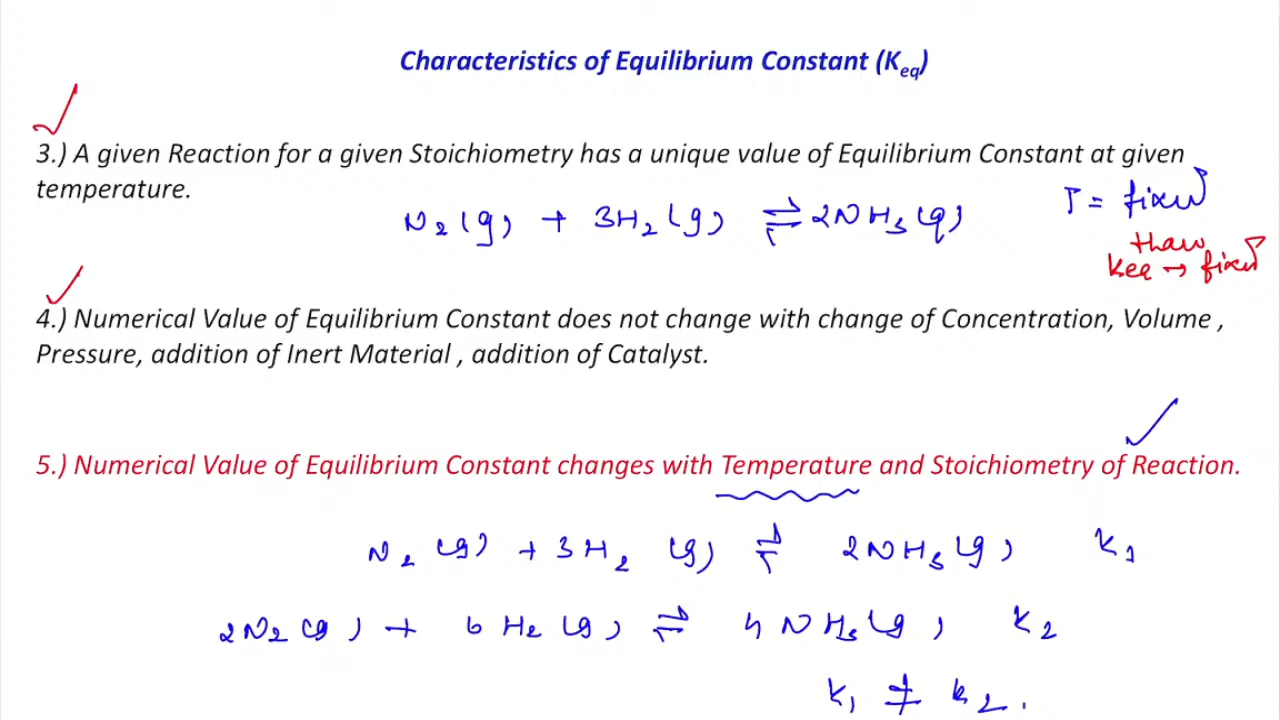 Characteristics of Equilibrium Constant (Keq)
3.) A given Reaction for a given Stoichiometry has a unique value of Equilibrium Constant at given
temperature.
T = fixed
N₂(g) + 3H₂(g) ⇌ 2NH₃(g)
then
Keq → fixed
4.) Numerical Value of Equilibrium Constant does not change with change of Concentration, Volume ,
Pressure, addition of Inert Material , addition of Catalyst.
5.) Numerical Value of Equilibrium Constant changes with Temperature and Stoichiometry of Reaction.
N₂(g) + 3H₂(g) ⇌ 2NH₃(g) K₁
2N₂(g) + 6H₂(g) ⇌ 4NH₃(g) K₂
K₁ ≠ K₂.